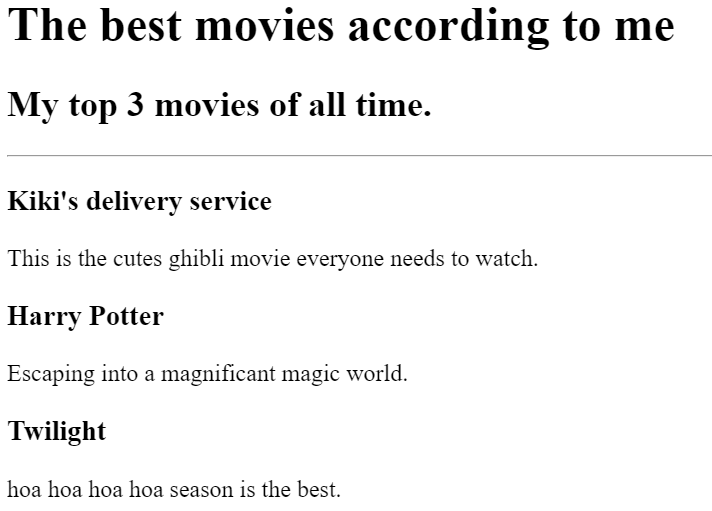 The best movies according to me
My top 3 movies of all time.
Kiki's delivery service
This is the cutes ghibli movie everyone needs to watch.
Harry Potter
Escaping into a magnificant magic world.
Twilight
hoa hoa hoa hoa season is the best.